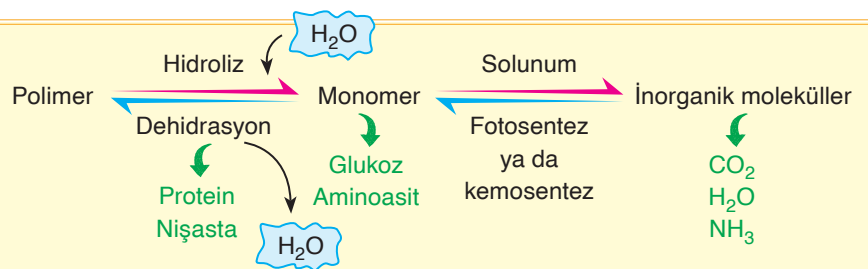 H₂O
Hidroliz
Solunum
Polimer
Monomer
İnorganik moleküller
Dehidrasyon
Fotosentez
ya da
kemosentez
Protein
Nişasta
Glukoz
Aminoasit
CO₂
H₂O
NH₃
H₂O